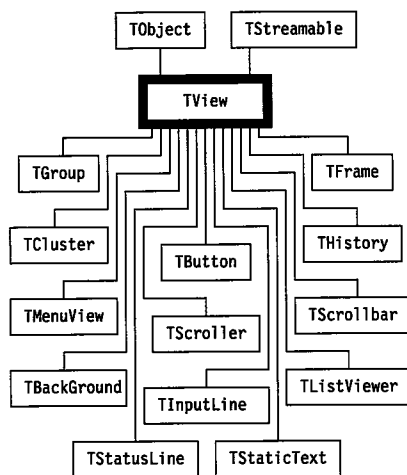 TObject
TStreamable
TView
TGroup
TFrame
TCluster
THistory
TButton
TMenuView
TScrollbar
TScroller
TBackGround
TListViewer
TInputLine
TStatusLine
TStaticText